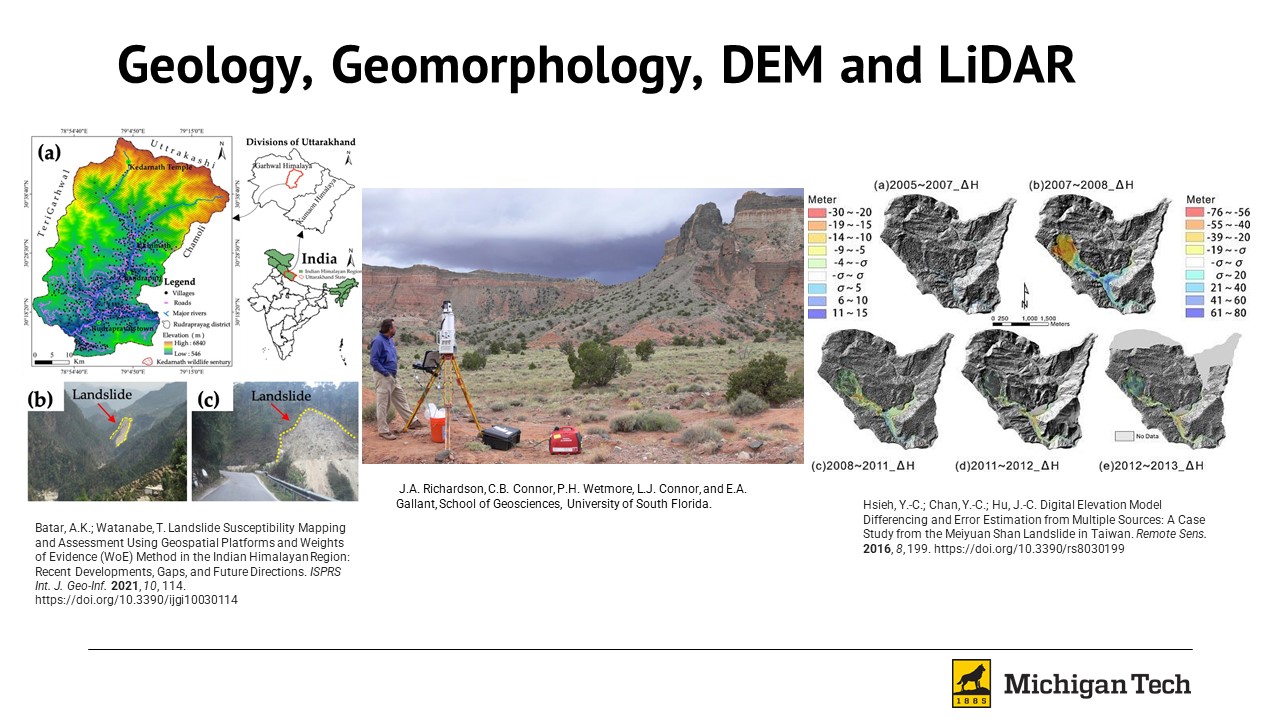 Geology, Geomorphology, DEM and LiDAR
78°54'40"E 79°4'50"E 79°15'0"E
(a)
Uttrakashi
N
Kedarnath Temple
TeriGarhwal
Chamoli
Ukhimath
Rudraprayag town
Legend
Villages
Roads
Major rivers
Rudraprayag district
Elevation ( m )
High : 6840
Low : 546
Kedarnath wildlife sentury
0 5 10
Km
78°54'40"E 79°4'50"E 79°15'0"E
Divisions of Uttarakhand
N
Garhwal Himalaya
Kumaon Himalaya
India
N
Indian Himalayan Region
Uttarakhand State
(b)
Landslide
(c)
Landslide
Batar, A.K.; Watanabe, T. Landslide Susceptibility Mapping
and Assessment Using Geospatial Platforms and Weights
of Evidence (WoE) Method in the Indian Himalayan Region:
Recent Developments, Gaps, and Future Directions. ISPRS
Int. J. Geo-Inf. 2021, 10, 114.
https://doi.org/10.3390/ijgi10030114
J.A. Richardson, C.B. Connor, P.H. Wetmore, L.J. Connor, and E.A.
Gallant, School of Geosciences, University of South Florida.
(a)2005~2007_ΔH
(b)2007~2008_ΔH
Meter
-30 ~ -20
-19 ~ -15
-14 ~ -10
-9 ~ -5
-4 ~ -σ
-σ ~ σ
σ ~ 5
6 ~ 10
11 ~ 15
Meter
-76 ~ -56
-55 ~ -40
-39 ~ -20
-19 ~ -σ
-σ ~ σ
σ ~ 20
21 ~ 40
41 ~ 60
61 ~ 80
N
0 250 1,000 1,500
Meters
No Data
(c)2008~2011_ΔH
(d)2011~2012_ΔH
(e)2012~2013_ΔH
Hsieh, Y.-C.; Chan, Y.-C.; Hu, J.-C. Digital Elevation Model
Differencing and Error Estimation from Multiple Sources: A Case
Study from the Meiyuan Shan Landslide in Taiwan. Remote Sens.
2016, 8, 199. https://doi.org/10.3390/rs8030199
1885
Michigan Tech